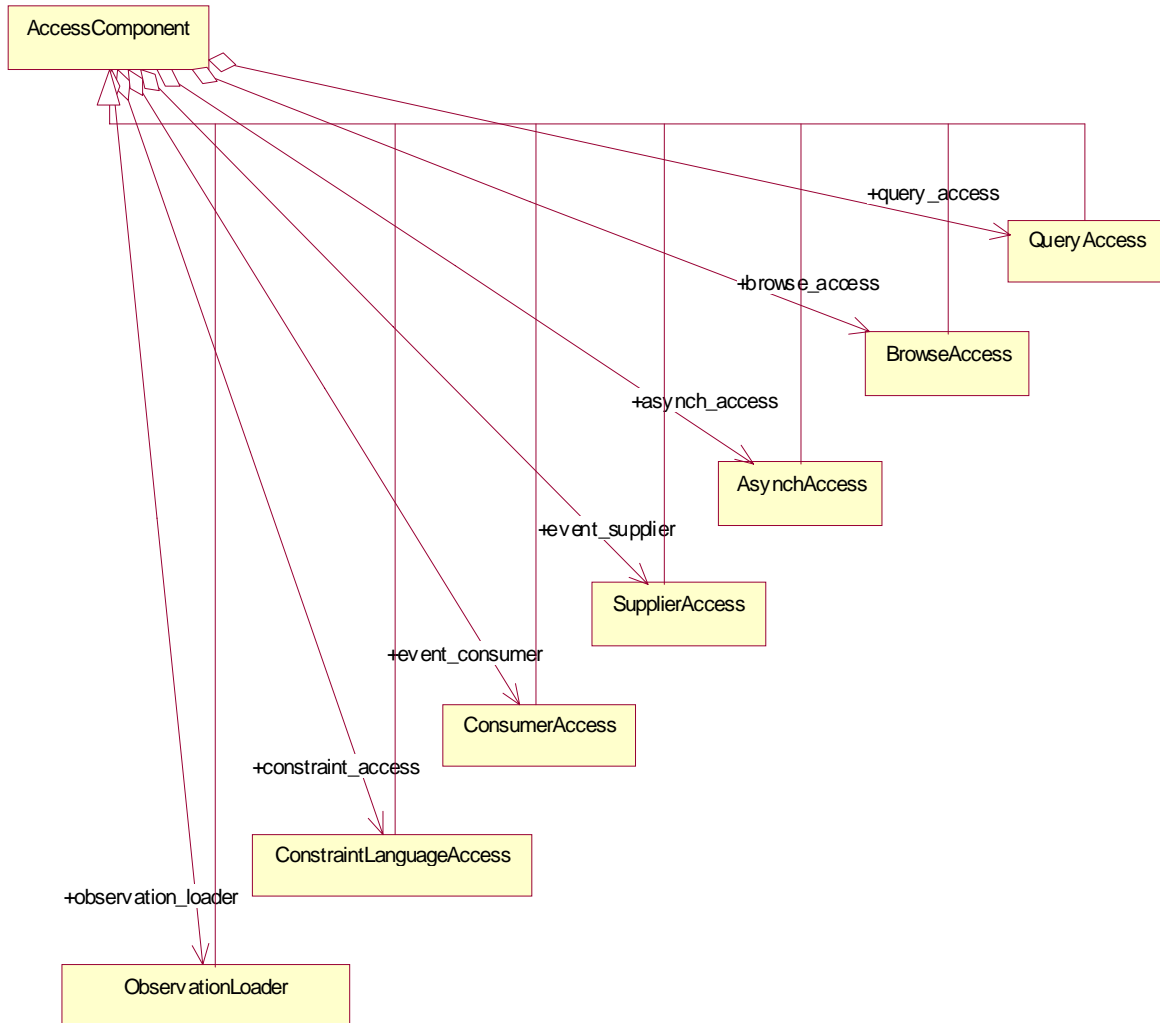 AccessComponent
+query_access
QueryAccess
+browse_access
BrowseAccess
+asynch_access
AsynchAccess
+event_supplier
SupplierAccess
+event_consumer
ConsumerAccess
+constraint_access
ConstraintLanguageAccess
+observation_loader
ObservationLoader